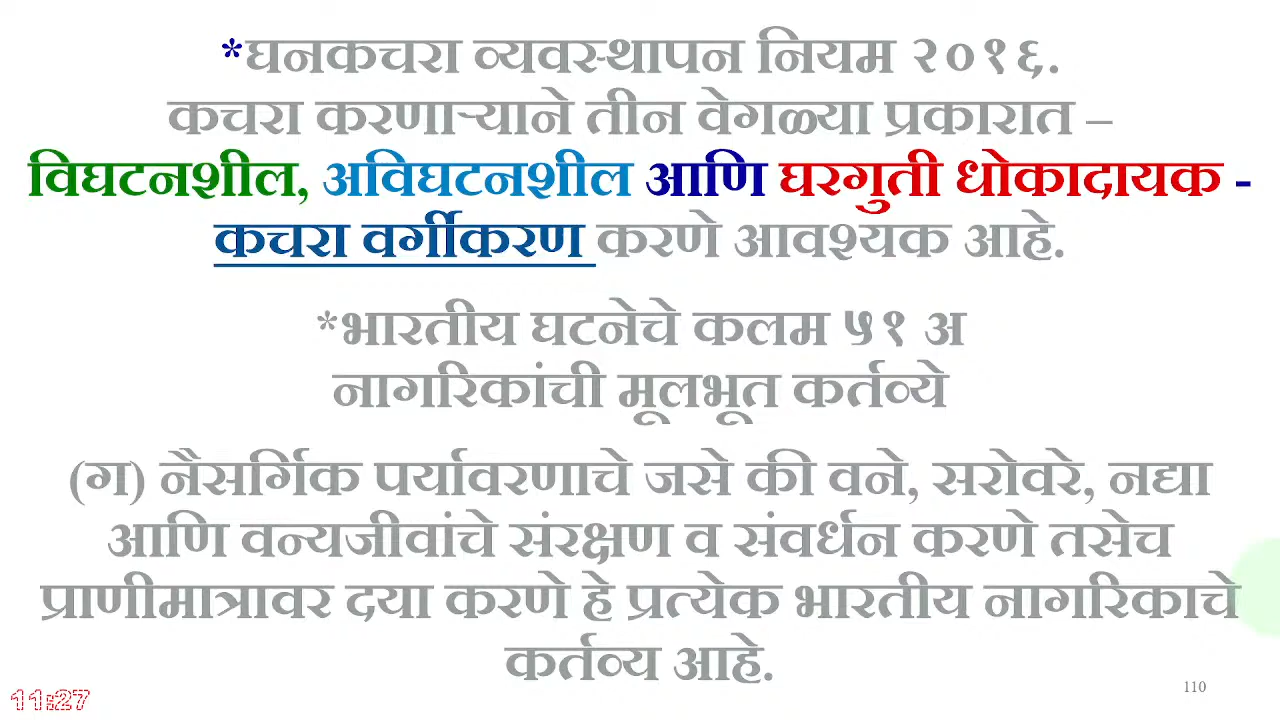 *घनकचरा व्यवस्थापन नियम २०१६.
कचरा करणाऱ्याने तीन वेगळ्या प्रकारात –
विघटनशील, अविघटनशील आणि घरगुती धोकादायक -
कचरा वर्गीकरण करणे आवश्यक आहे.
*भारतीय घटनेचे कलम ५१ अ
नागरिकांची मूलभूत कर्तव्ये
(ग) नैसर्गिक पर्यावरणाचे जसे की वने, सरोवरे, नद्या
आणि वन्यजीवांचे संरक्षण व संवर्धन करणे तसेच
प्राणीमात्रावर दया करणे हे प्रत्येक भारतीय नागरिकाचे
कर्तव्य आहे.
110
11:27